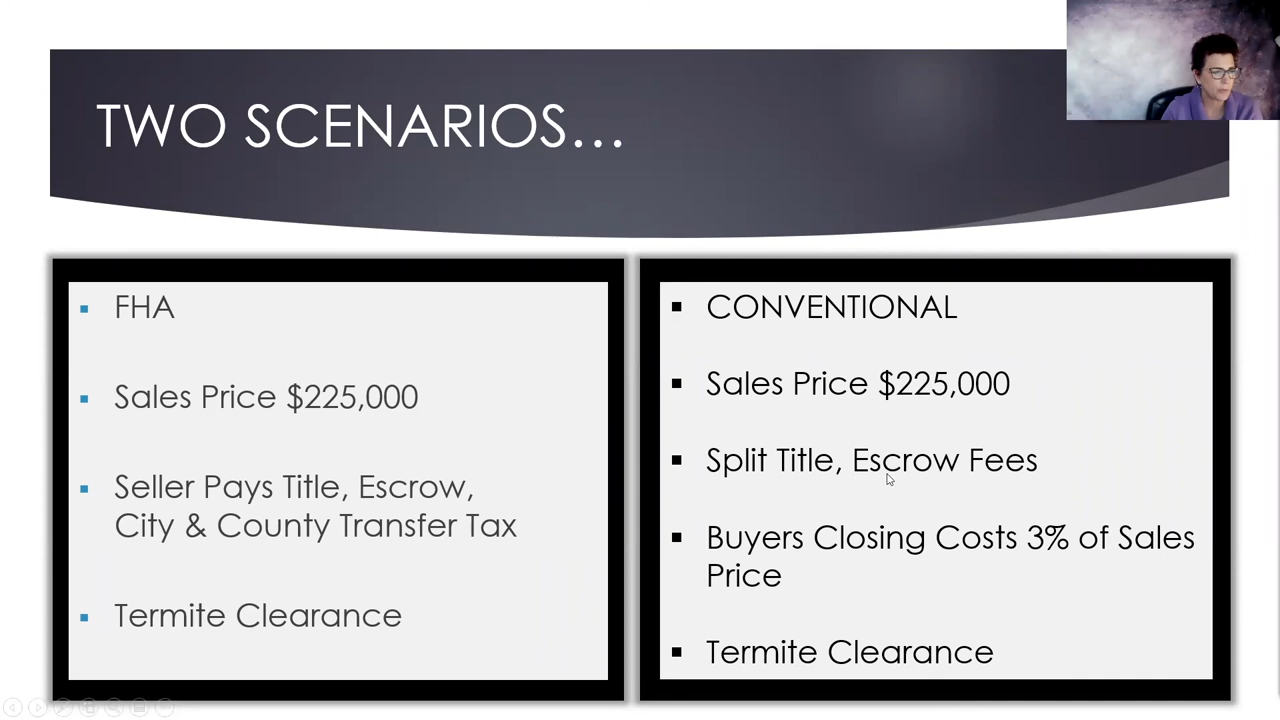 TWO SCENARIOS...
FHA
Sales Price $225,000
Seller Pays Title, Escrow,
City & County Transfer Tax
Termite Clearance
CONVENTIONAL
Sales Price $225,000
Split Title, Escrow Fees
Buyers Closing Costs 3% of Sales
Price
Termite Clearance